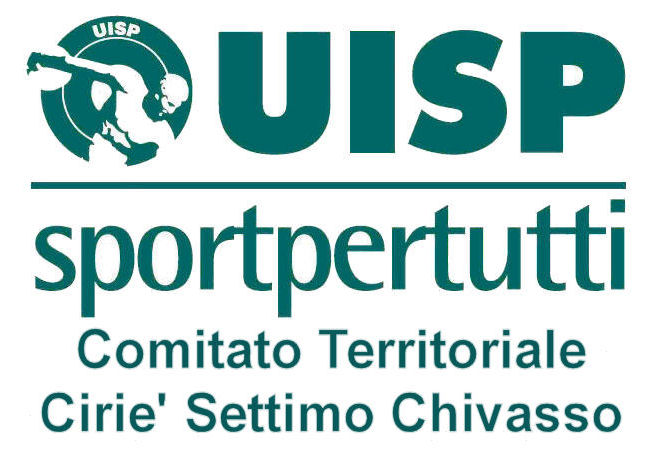 UISP
UISP
sportpertutti
Comitato Territoriale
Cirie' Settimo Chivasso